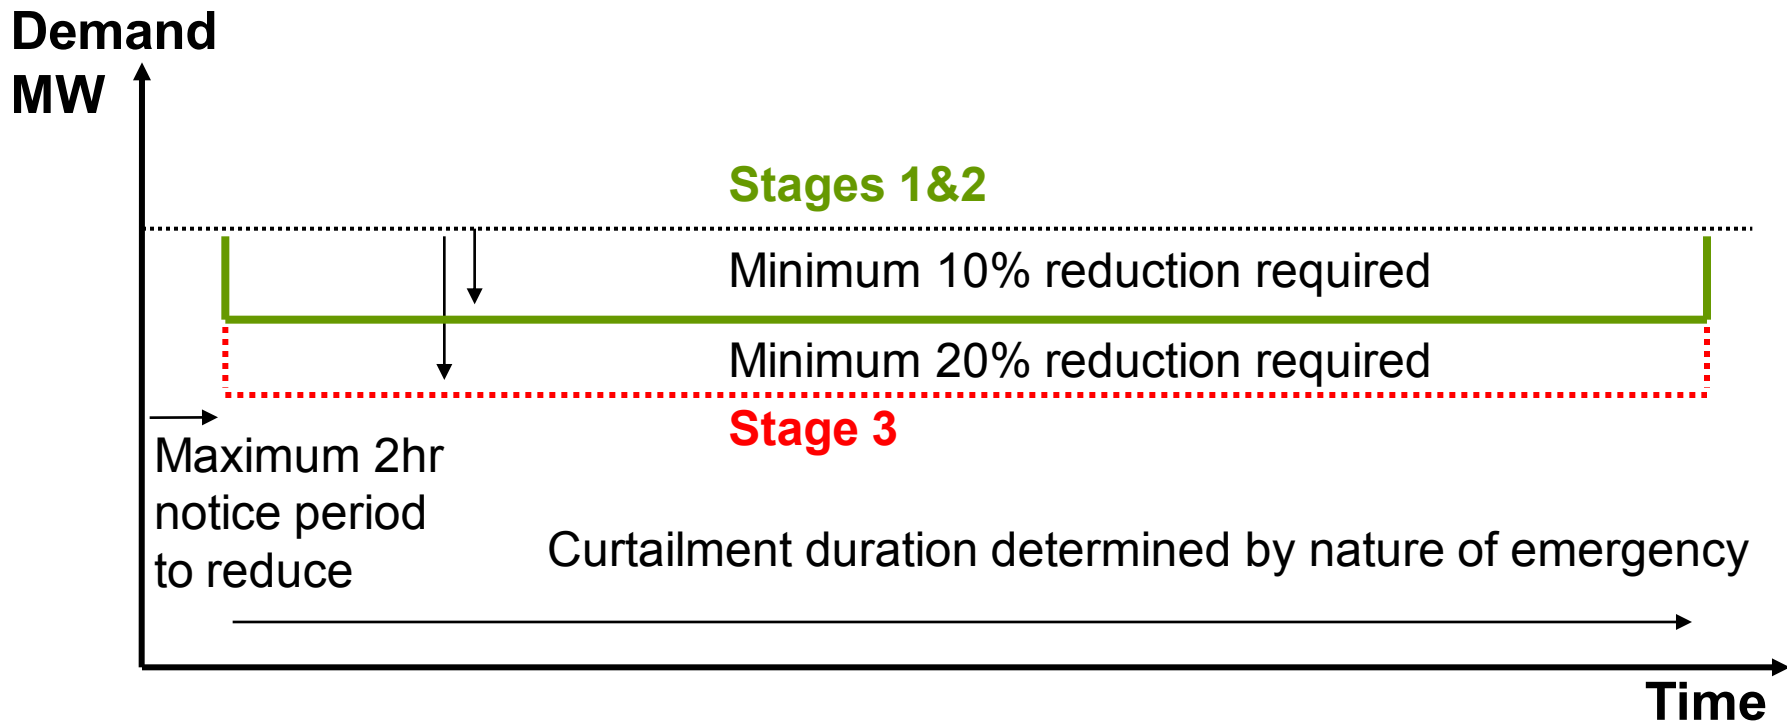 Demand
MW
Stages 1&2
Minimum 10% reduction required
Minimum 20% reduction required
Stage 3
Maximum 2hr
notice period
to reduce
Curtailment duration determined by nature of emergency
Time